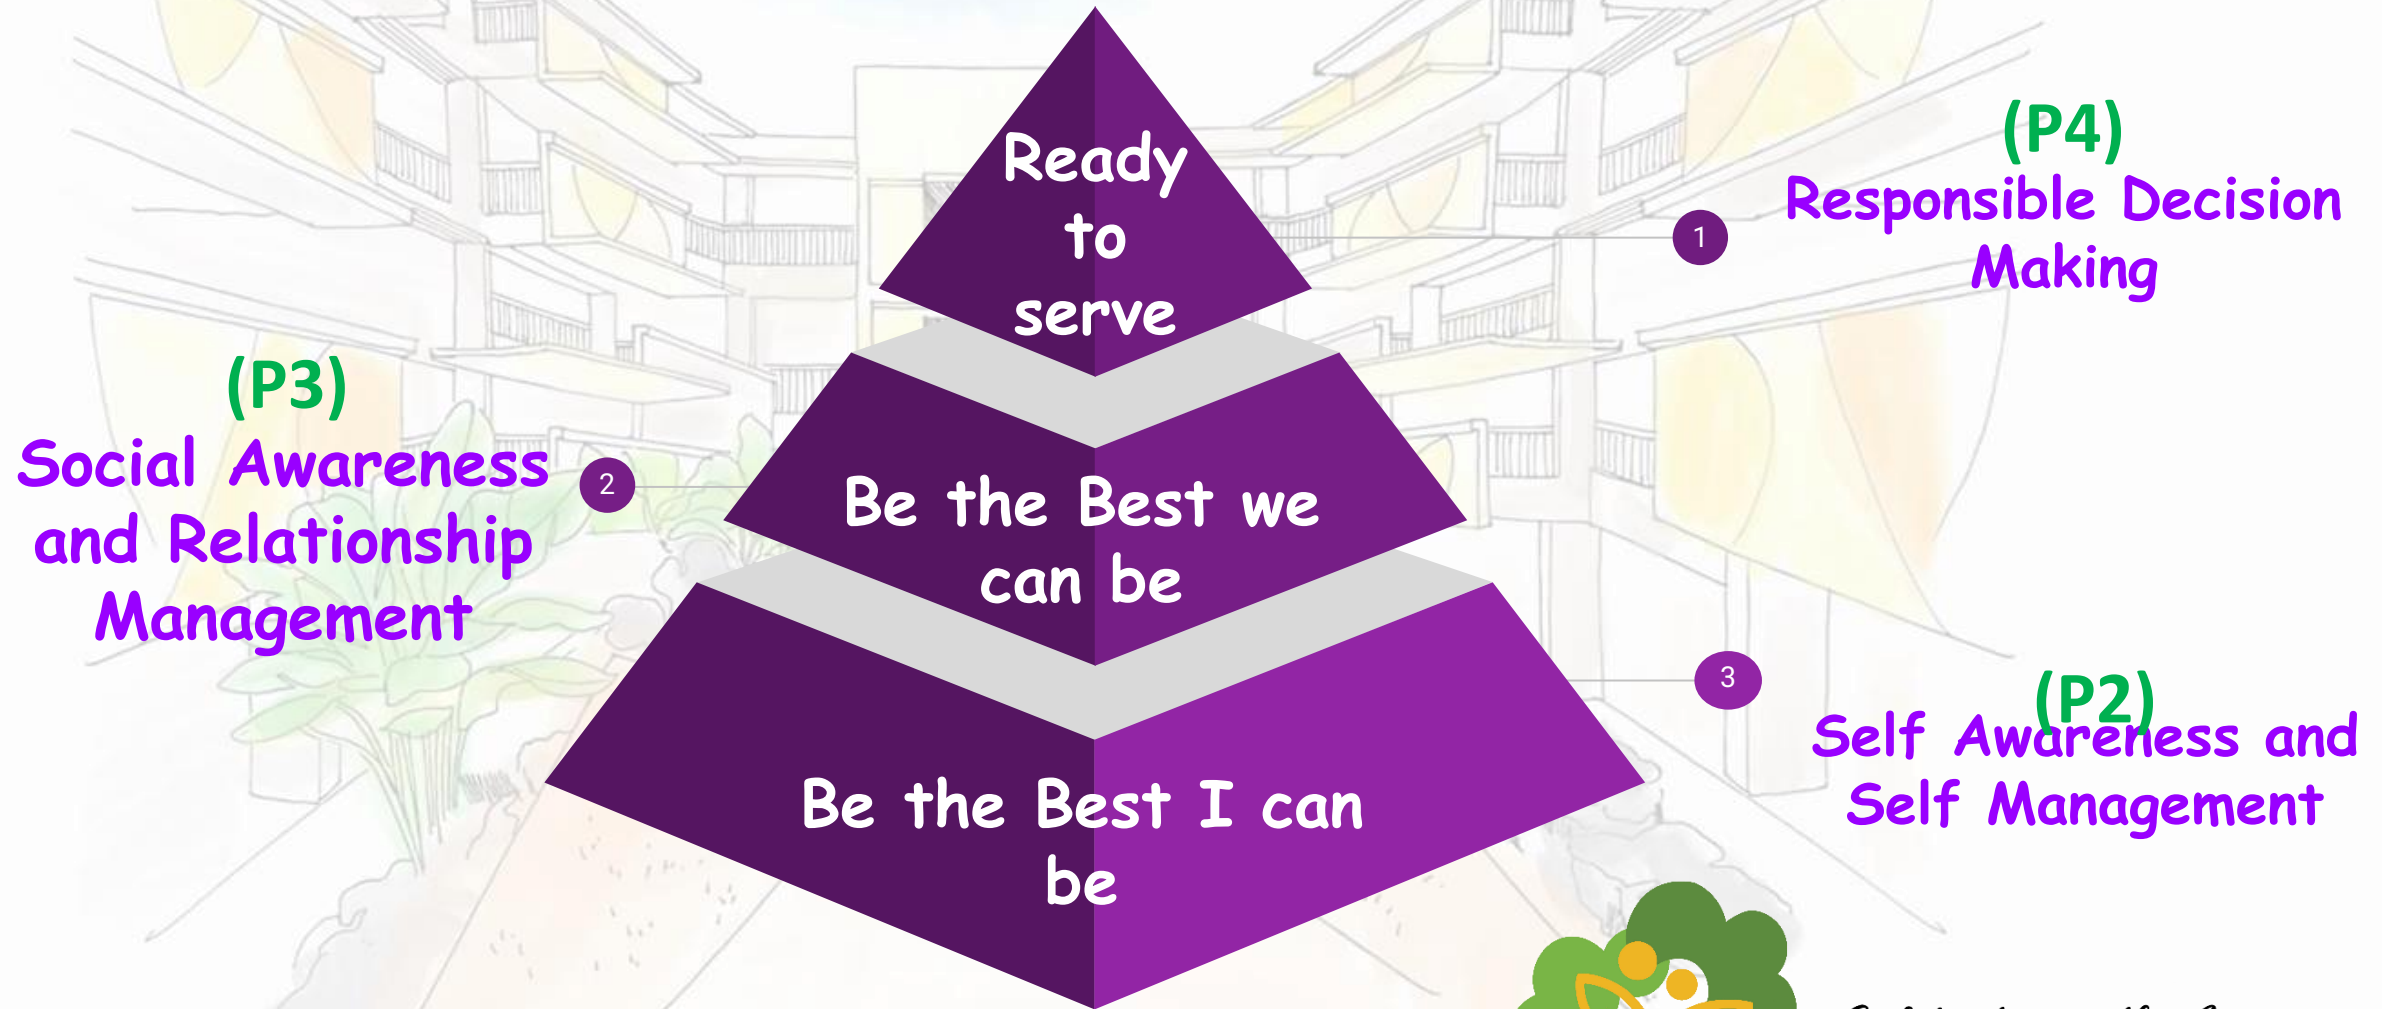 Ready
to
serve
1
(P4)
Responsible Decision
Making
(P3)
Social Awareness
and Relationship
Management
2
Be the Best we
can be
3
(P2)
Self Awareness and
Self Management
Be the Best I can
be